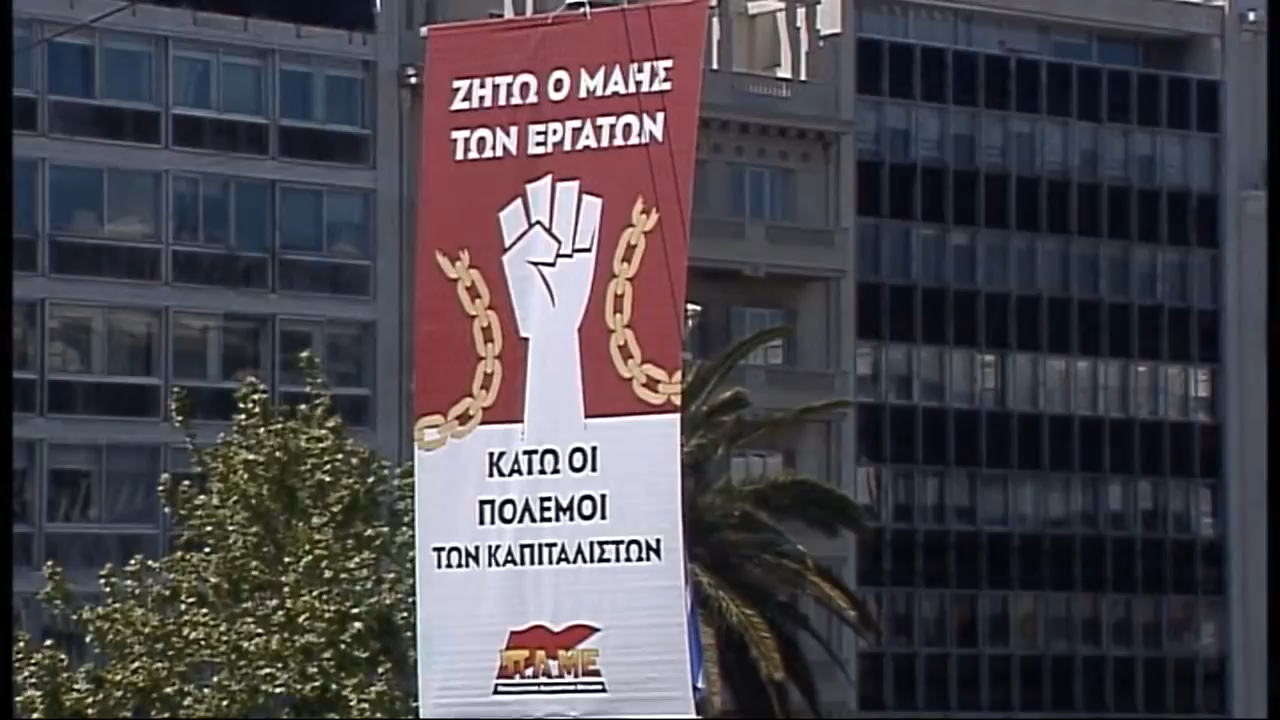 ΖΗΤΩ Ο ΜΑΗΣ
ΤΩΝ ΕΡΓΑΤΩΝ
ΚΑΤΩ ΟΙ
ΠΟΛΕΜΟΙ
ΤΩΝ ΚΑΠΙΤΑΛΙΣΤΩΝ
Π.Α.ΜΕ